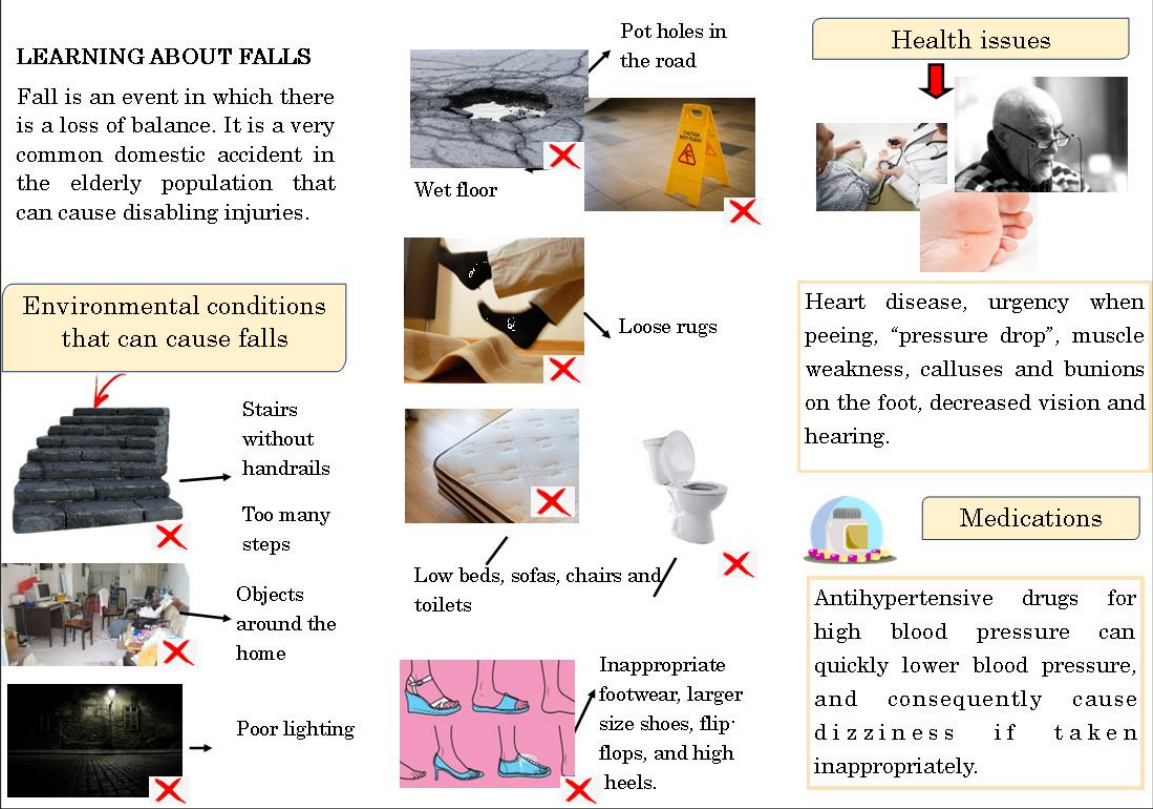 LEARNING ABOUT FALLS
Fall is an event in which there
is a loss of balance. It is a very
common domestic accident in
the elderly population that
can cause disabling injuries.
Environmental conditions
that can cause falls
Stairs
without
handrails
Too many
steps
Objects
around the
home
Poor lighting
Pot holes in
the road
CAUTION
WET FLOOR
Wet floor
Loose rugs
Low beds, sofas, chairs and
toilets
Inappropriate
footwear, larger
size shoes, flip-
flops, and high
heels.
Health issues
Heart disease, urgency when
peeing, “pressure drop”, muscle
weakness, calluses and bunions
on the foot, decreased vision and
hearing.
Medications
Antihypertensive drugs for
high blood pressure can
quickly lower blood pressure,
and consequently cause
dizziness if taken
inappropriately.